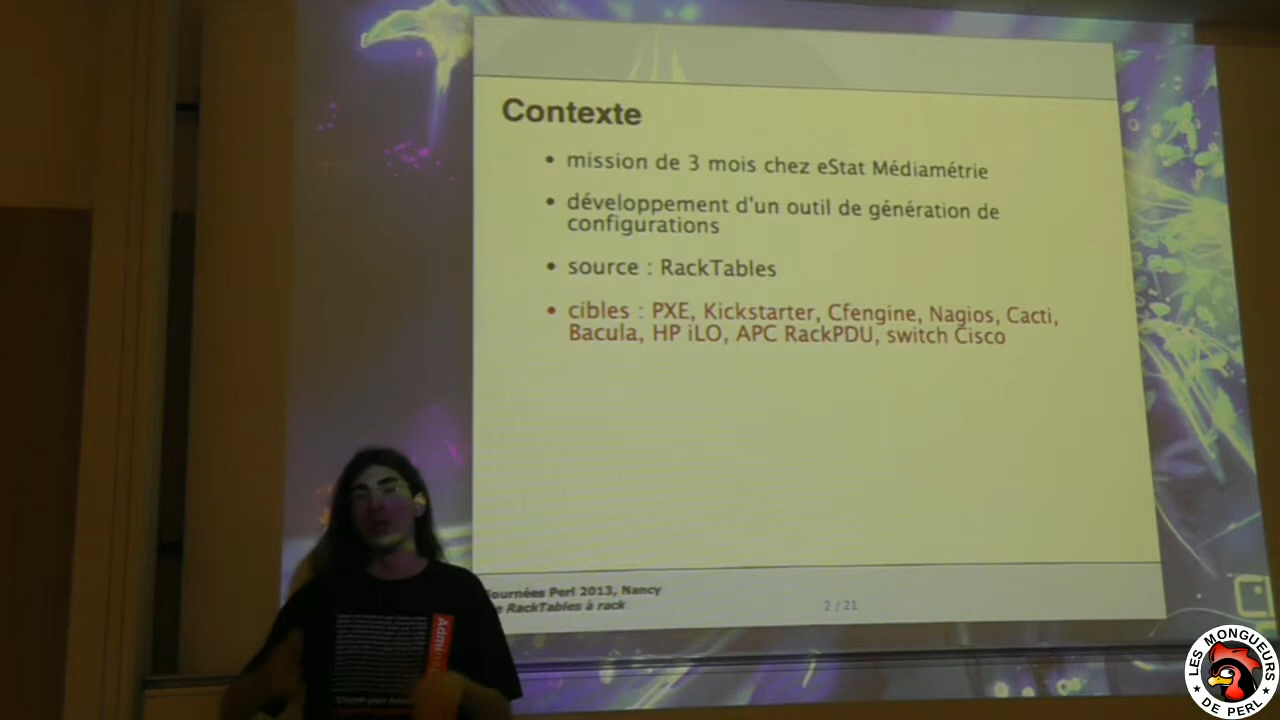 Contexte
• mission de 3 mois chez eStat Médiamétrie
• développement d'un outil de génération de
configurations
• source : RackTables
• cibles : PXE, Kickstarter, Cfengine, Nagios, Cacti,
Bacula, HP iLO, APC RackPDU, switch Cisco
Journées Perl 2013, Nancy
RackTables à rack
2 / 21
LES MONGUEURS
DE PERL